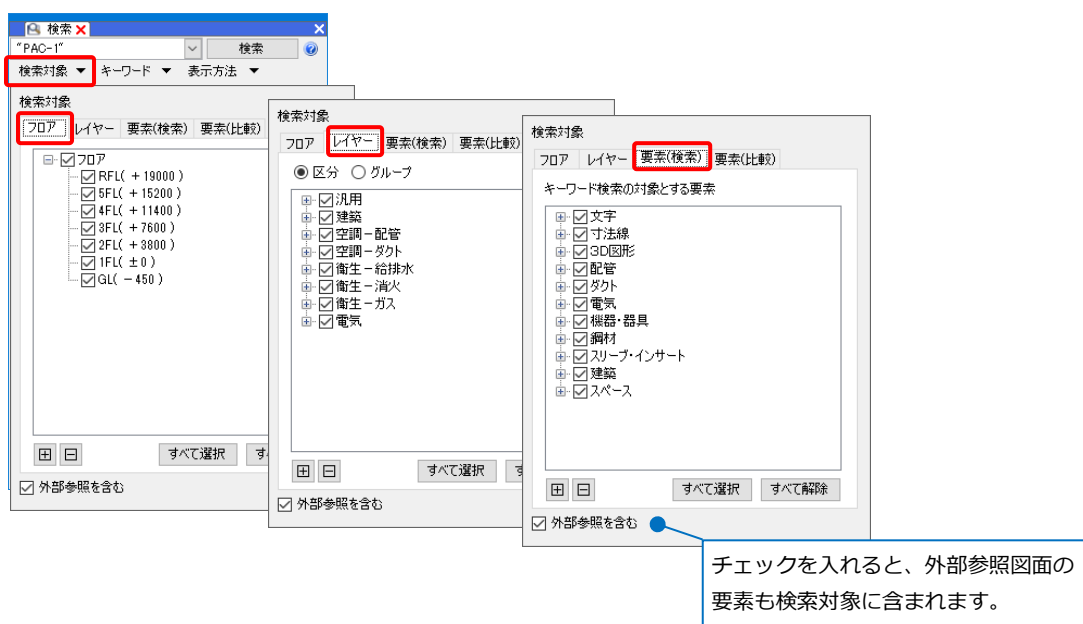 検索
"PAC-1"
検索
検索対象 ▼ キーワード ▼ 表示方法 ▼
検索対象
フロア レイヤー 要素(検索) 要素(比較)
フロア
RFL( +19000 )
5FL( +15200 )
4FL( +11400 )
3FL( +7600 )
2FL( +3800 )
1FL( ±0 )
GL( -450 )
すべて選択
外部参照を含む
検索対象
フロア レイヤー 要素(検索) 要素(比較)
区分 グループ
汎用
建築
空調-配管
空調-ダクト
衛生-給排水
衛生-消火
衛生-ガス
電気
すべて選択
外部参照を含む
検索対象
フロア レイヤー 要素(検索) 要素(比較)
キーワード検索の対象とする要素
文字
寸法線
3D図形
配管
ダクト
電気
機器・器具
鋼材
スリーブ・インサート
建築
スペース
すべて選択 すべて解除
外部参照を含む
チェックを入れると、外部参照図面の
要素も検索対象に含まれます。